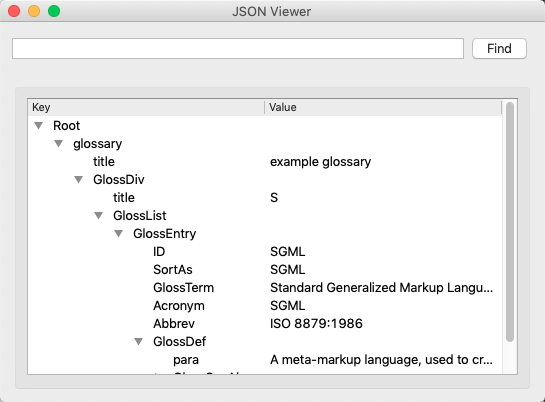 JSON Viewer
Find
Key Value
Root
glossary
title example glossary
GlossDiv
title S
GlossList
GlossEntry
ID SGML
SortAs SGML
GlossTerm Standard Generalized Markup Langu...
Acronym SGML
Abbrev ISO 8879:1986
GlossDef
para A meta-markup language, used to cr...